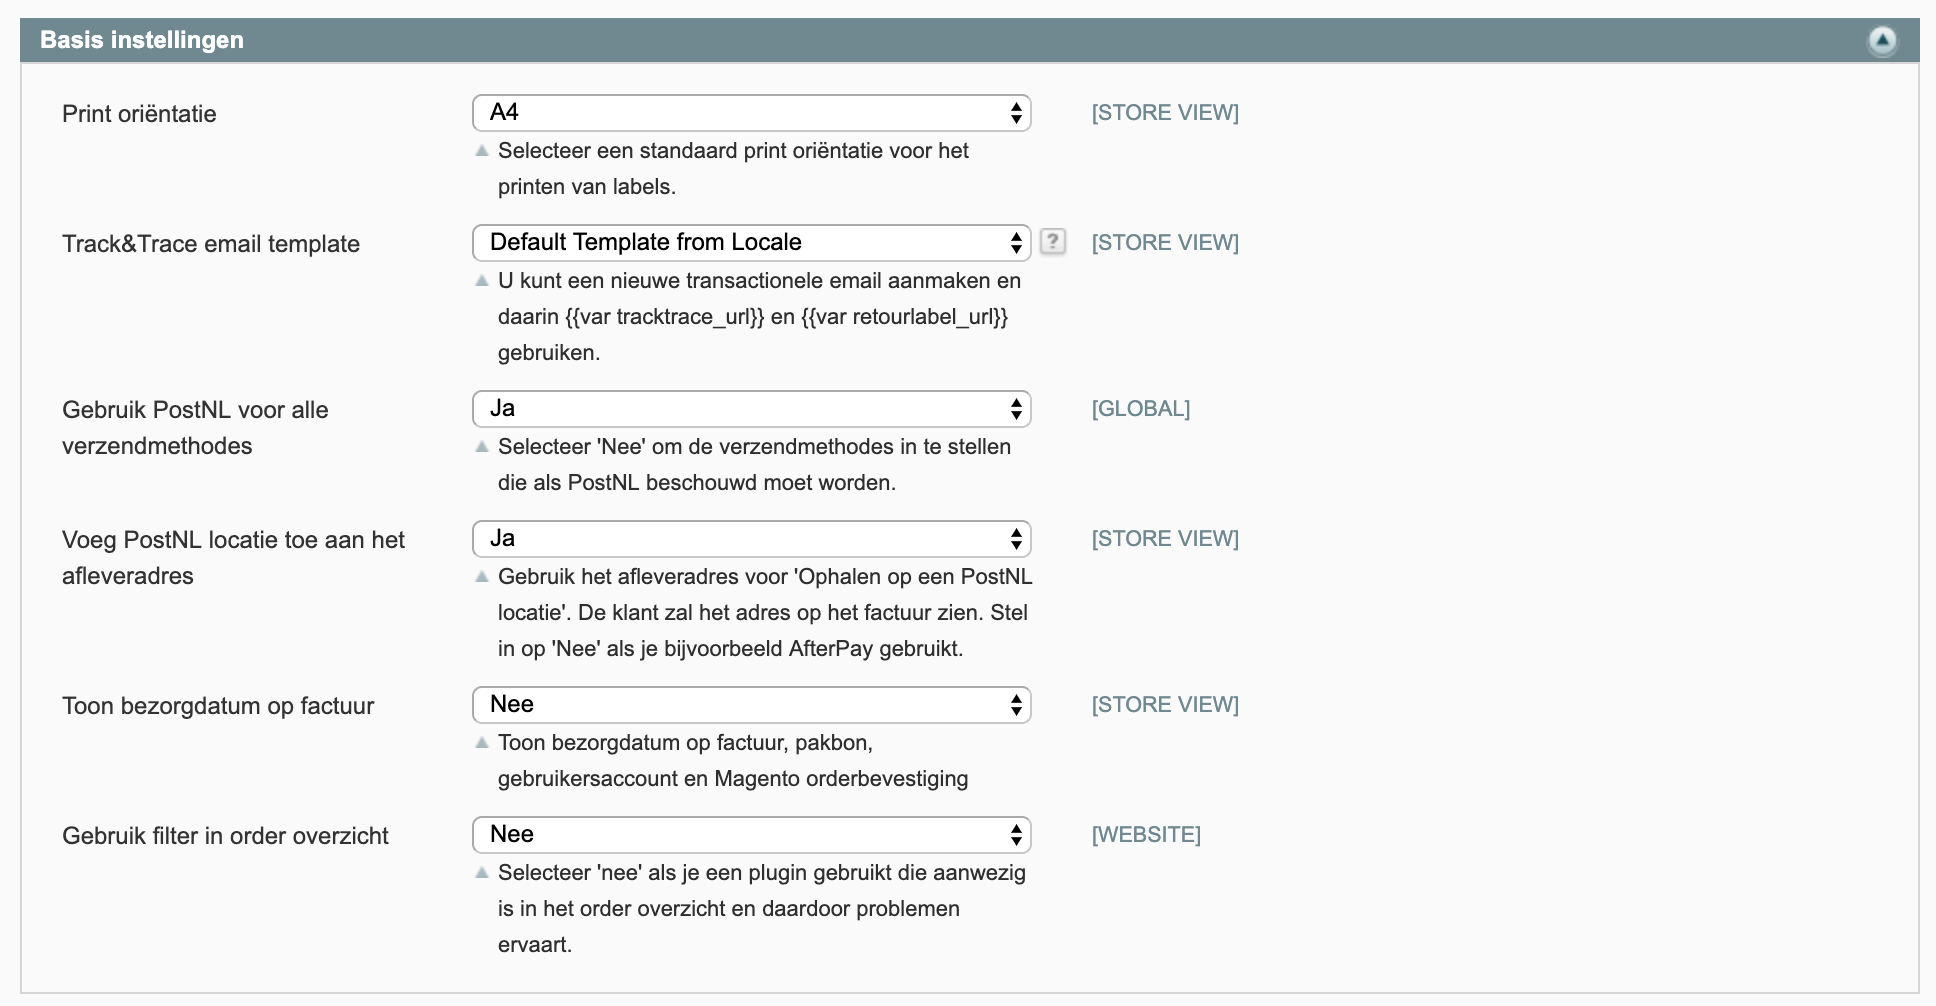 Basis instellingen
Print oriëntatie
A4
[STORE VIEW]
Selecteer een standaard print oriëntatie voor het
printen van labels.
Track&Trace email template
Default Template from Locale
?
[STORE VIEW]
U kunt een nieuwe transactionele email aanmaken en
daarin {{var tracktrace_url}} en {{var retourlabel_url}}
gebruiken.
Gebruik PostNL voor alle
verzendmethodes
Ja
[GLOBAL]
Selecteer 'Nee' om de verzendmethodes in te stellen
die als PostNL beschouwd moet worden.
Voeg PostNL locatie toe aan het
afleveradres
Ja
[STORE VIEW]
Gebruik het afleveradres voor 'Ophalen op een PostNL
locatie'. De klant zal het adres op het factuur zien. Stel
in op 'Nee' als je bijvoorbeeld AfterPay gebruikt.
Toon bezorgdatum op factuur
Nee
[STORE VIEW]
Toon bezorgdatum op factuur, pakbon,
gebruikersaccount en Magento orderbevestiging
Gebruik filter in order overzicht
Nee
[WEBSITE]
Selecteer 'nee' als je een plugin gebruikt die aanwezig
is in het order overzicht en daardoor problemen
ervaart.